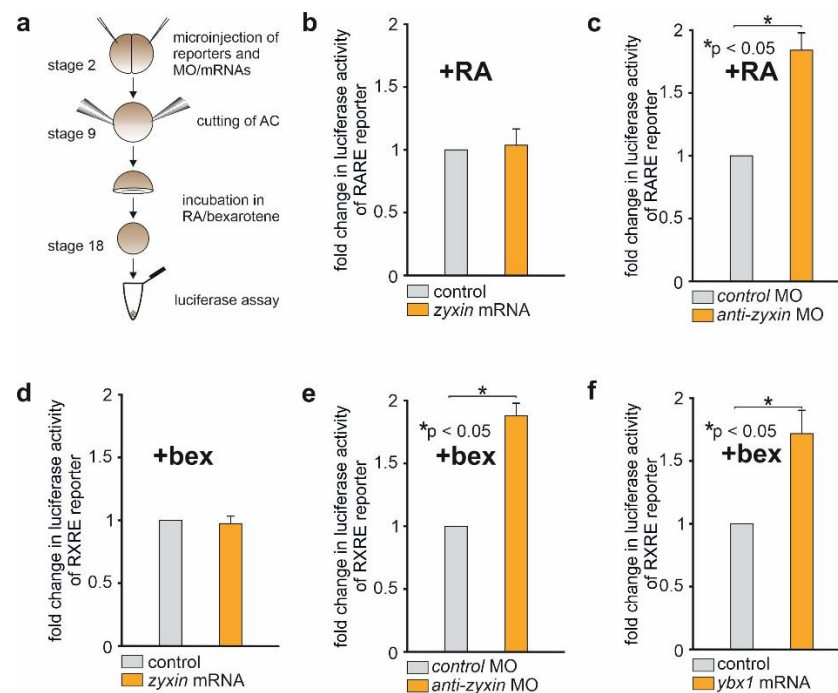 a
microinjection of
reporters and
MO/mRNAs
stage 2
cutting of AC
stage 9
incubation in
RA/bexarotene
stage 18
luciferase assay
b
fold change in luciferase activity
of RARE reporter
2
1.5
1
0.5
0
+RA
control
zyxin mRNA
c
fold change in luciferase activity
of RARE reporter
2
1.5
1
0.5
0
*
*p < 0.05
+RA
control MO
anti-zyxin MO
d
fold change in luciferase activity
of RXRE reporter
2
1.5
1
0.5
0
+bex
control
zyxin mRNA
e
fold change in luciferase activity
of RXRE reporter
2
1.5
1
0.5
0
*
*p < 0.05
+bex
control MO
anti-zyxin MO
f
fold change in luciferase activity
of RXRE reporter
2
1.5
1
0.5
0
*
*p < 0.05
+bex
control
ybx1 mRNA